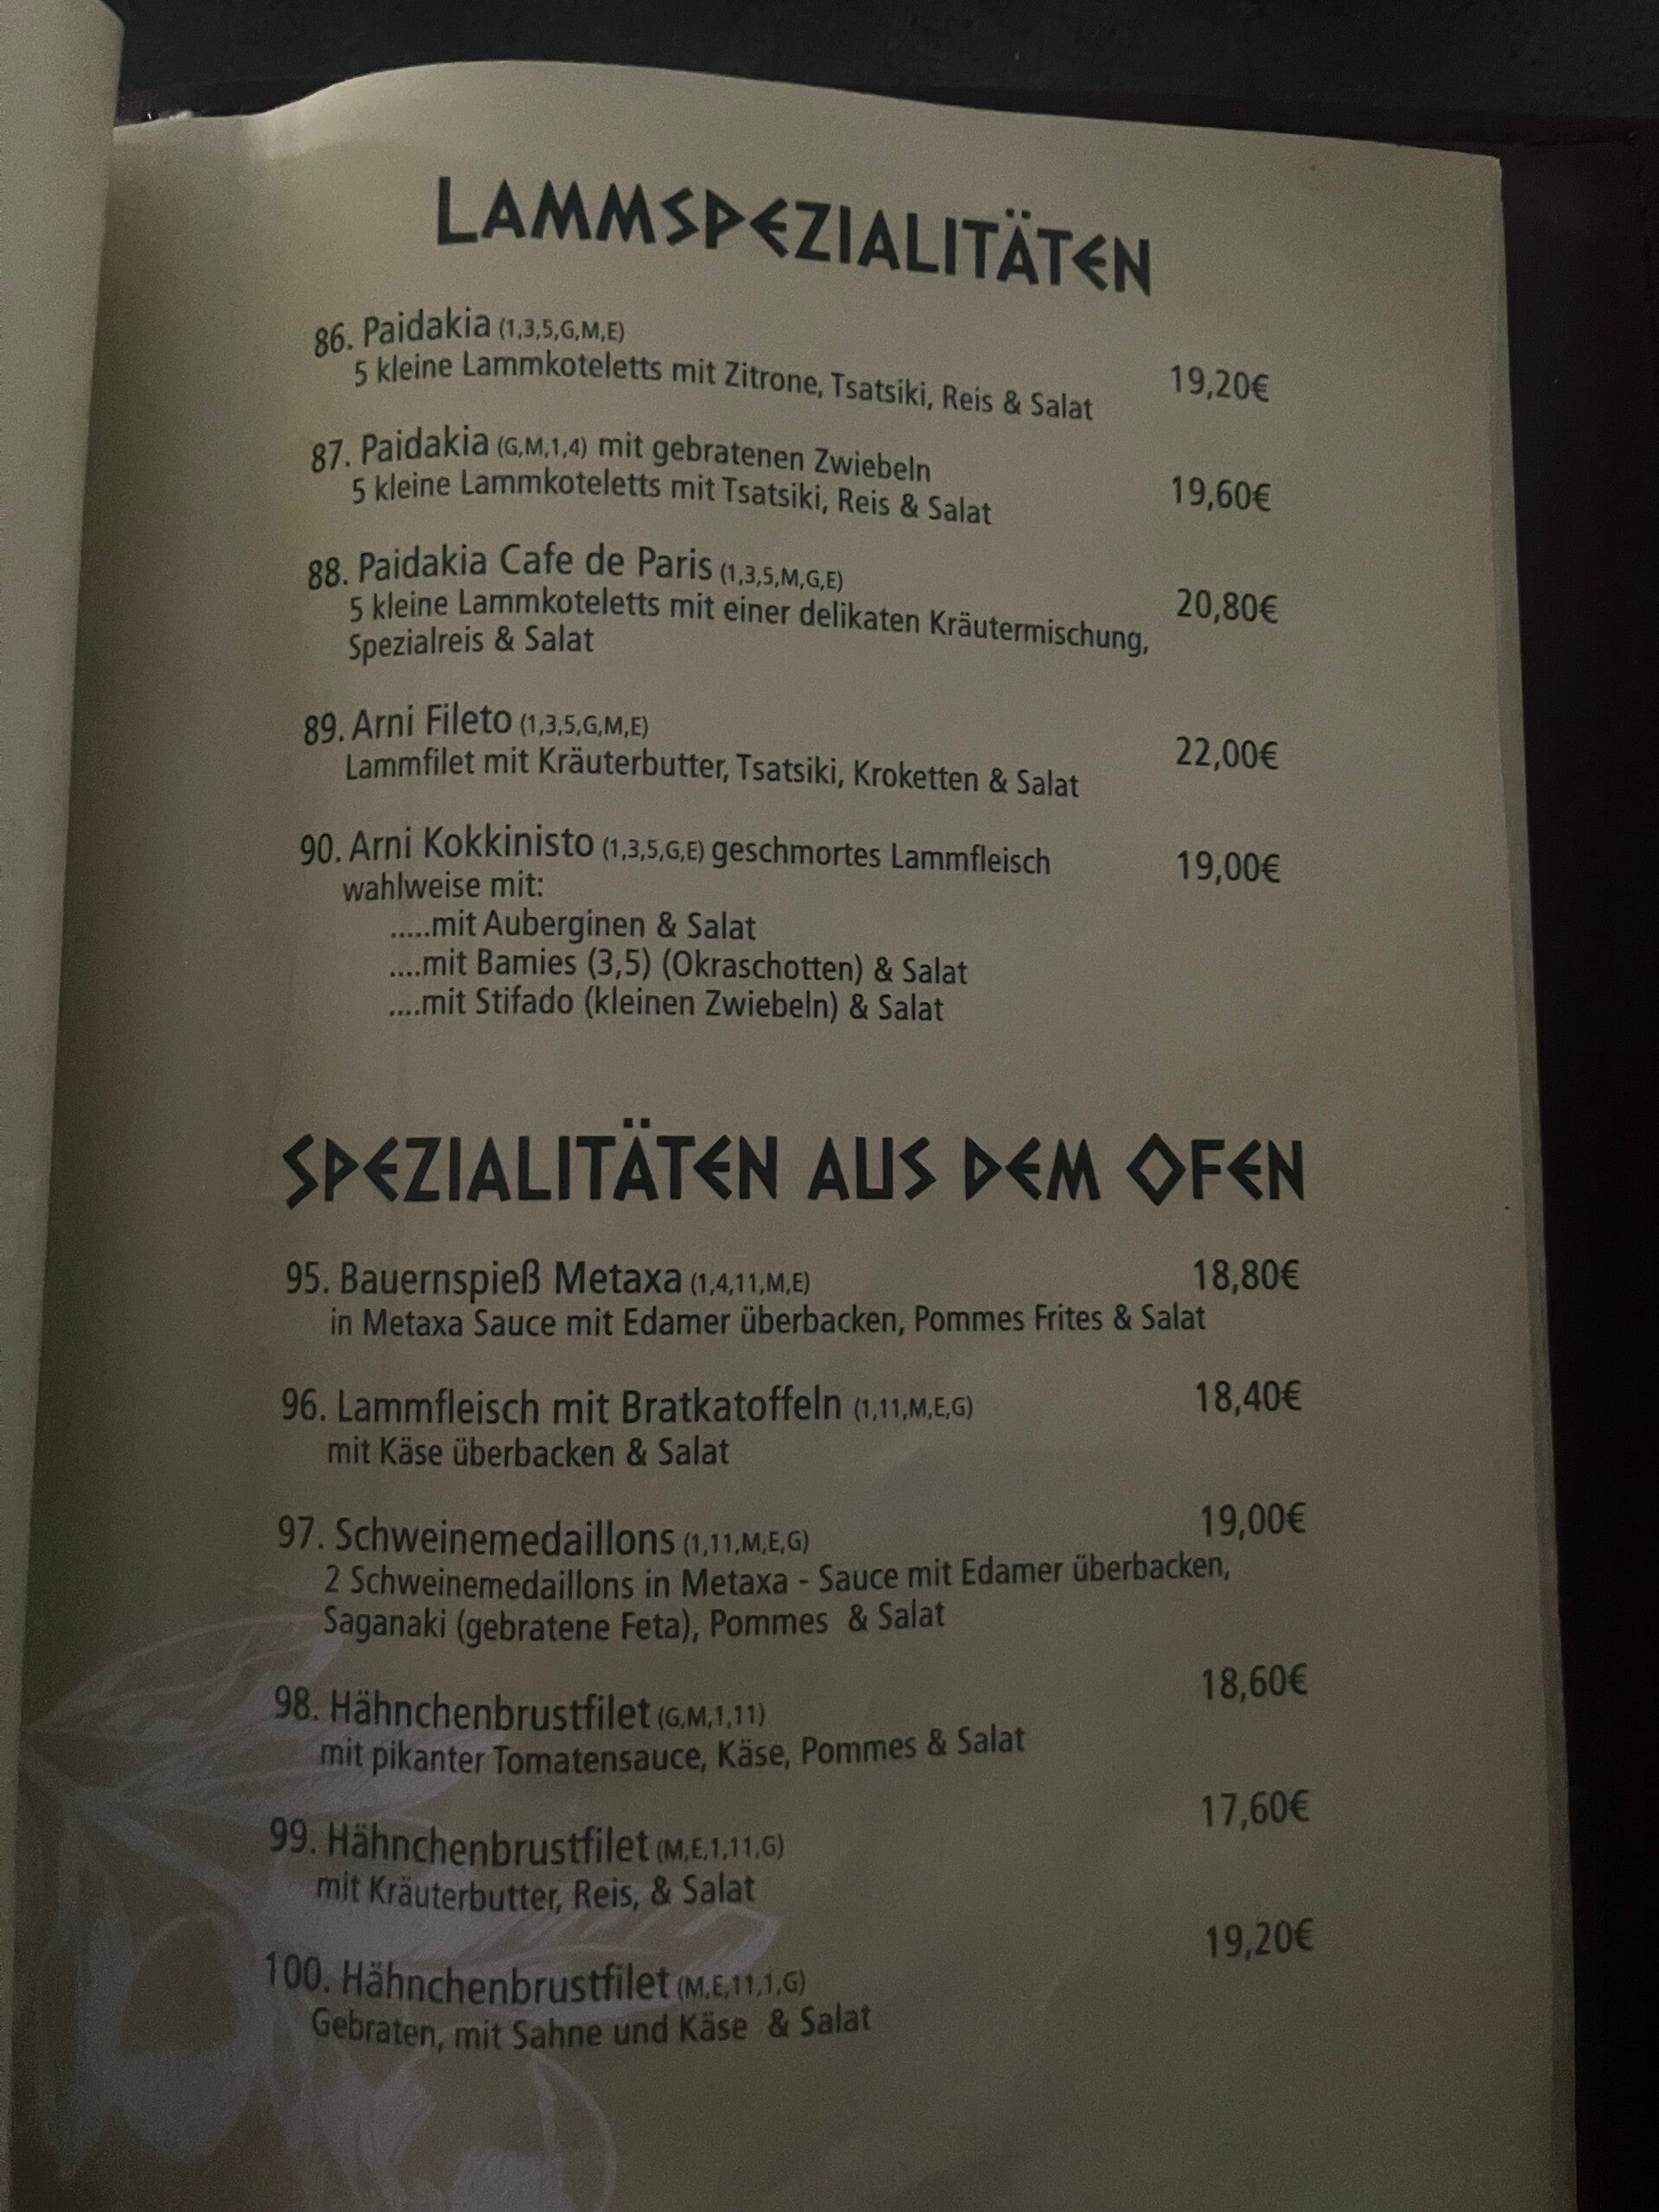 LAMMSPEZIALITÄTEN
86. Paidakia (1,3,5,G,M,E)
5 kleine Lammkoteletts mit Zitrone, Tsatsiki, Reis & Salat 19,20€
87. Paidakia (G,M,1,4) mit gebratenen Zwiebeln
5 kleine Lammkoteletts mit Tsatsiki, Reis & Salat 19,60€
88. Paidakia Cafe de Paris (1,3,5,M,G,E)
5 kleine Lammkoteletts mit einer delikaten Kräutermischung, 20,80€
Spezialreis & Salat
89. Arni Fileto (1,3,5,G,M,E)
Lammfilet mit Kräuterbutter, Tsatsiki, Kroketten & Salat 22,00€
90. Arni Kokkinisto (1,3,5,G,E) geschmortes Lammfleisch 19,00€
wahlweise mit:
.....mit Auberginen & Salat
....mit Bamies (3,5) (Okraschotten) & Salat
....mit Stifado (kleinen Zwiebeln) & Salat
SPEZIALITÄTEN AUS DEM OFEN
95. Bauernspieß Metaxa (1,4,11,M,E) 18,80€
in Metaxa Sauce mit Edamer überbacken, Pommes Frites & Salat
96. Lammfleisch mit Bratkatoffeln (1,11,M,E,G) 18,40€
mit Käse überbacken & Salat
97. Schweinemedaillons (1,11,M,E,G) 19,00€
2 Schweinemedaillons in Metaxa - Sauce mit Edamer überbacken,
Saganaki (gebratene Feta), Pommes & Salat
98. Hähnchenbrustfilet (G,M,1,11) 18,60€
mit pikanter Tomatensauce, Käse, Pommes & Salat
99. Hähnchenbrustfilet (M,E,1,11,G) 17,60€
mit Kräuterbutter, Reis, & Salat
100. Hähnchenbrustfilet (M,E,11,1,G) 19,20€
Gebraten, mit Sahne und Käse & Salat